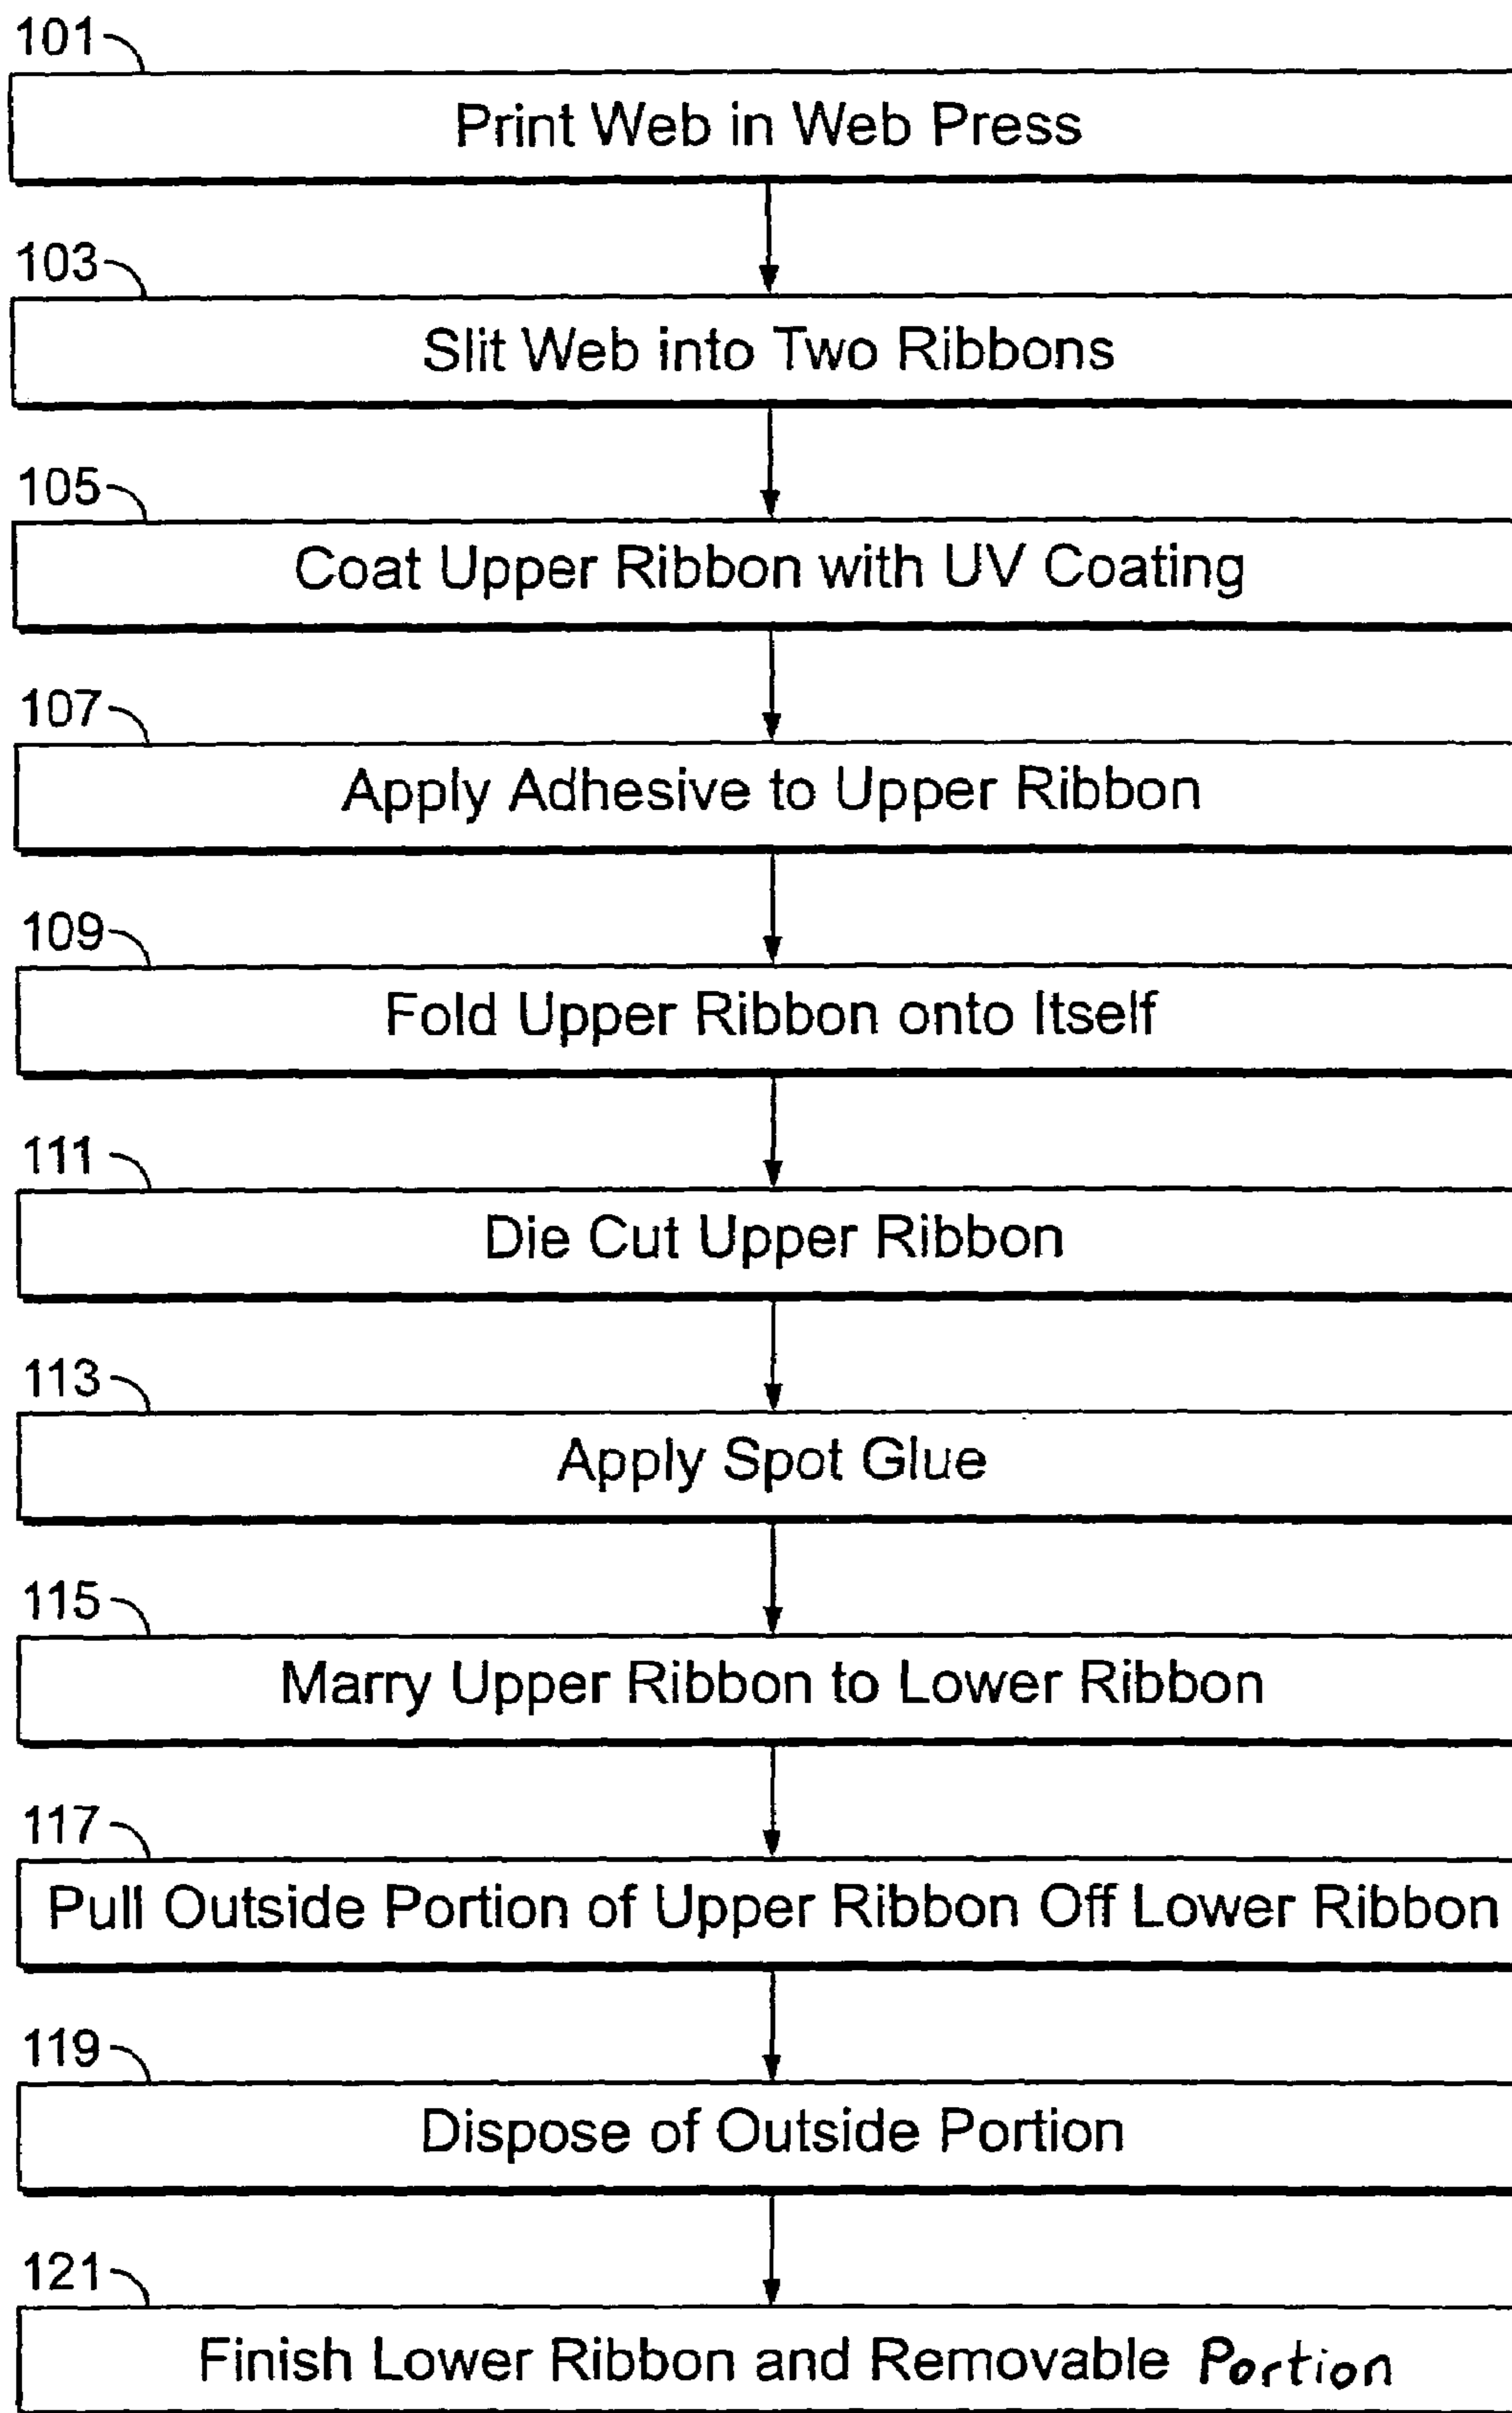 101
Print Web in Web Press
103
Slit Web into Two Ribbons
105
Coat Upper Ribbon with UV Coating
107
Apply Adhesive to Upper Ribbon
109
Fold Upper Ribbon onto Itself
111
Die Cut Upper Ribbon
113
Apply Spot Glue
115
Marry Upper Ribbon to Lower Ribbon
117
Pull Outside Portion of Upper Ribbon Off Lower Ribbon
119
Dispose of Outside Portion
121
Finish Lower Ribbon and Removable Portion